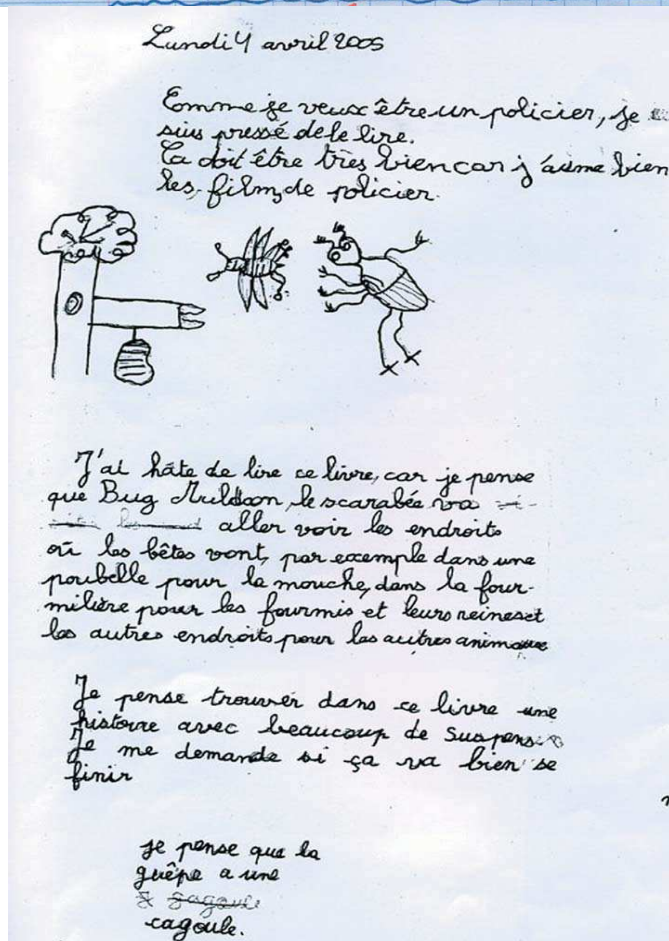 Lundi 4 avril 2005
Comme je veux être un policier, je
suis pressé de le lire.
Ca doit être très bien car j'aime bien
les film, de policier.
J'ai hâte de lire ce livre, car je pense
que Bug Muldoon, le scarabée va
aller voir les endroits
où les bêtes vont, par exemple dans une
poubelle pour la mouche, dans la four-
milière pour les fourmis et leurs reines et
les autres endroits pour les autres animaux
Je pense trouver dans ce livre une
histoire avec beaucoup de suspens
Je me demande si ça va bien se
finir
je pense que la
guêpe a une
cagoule.